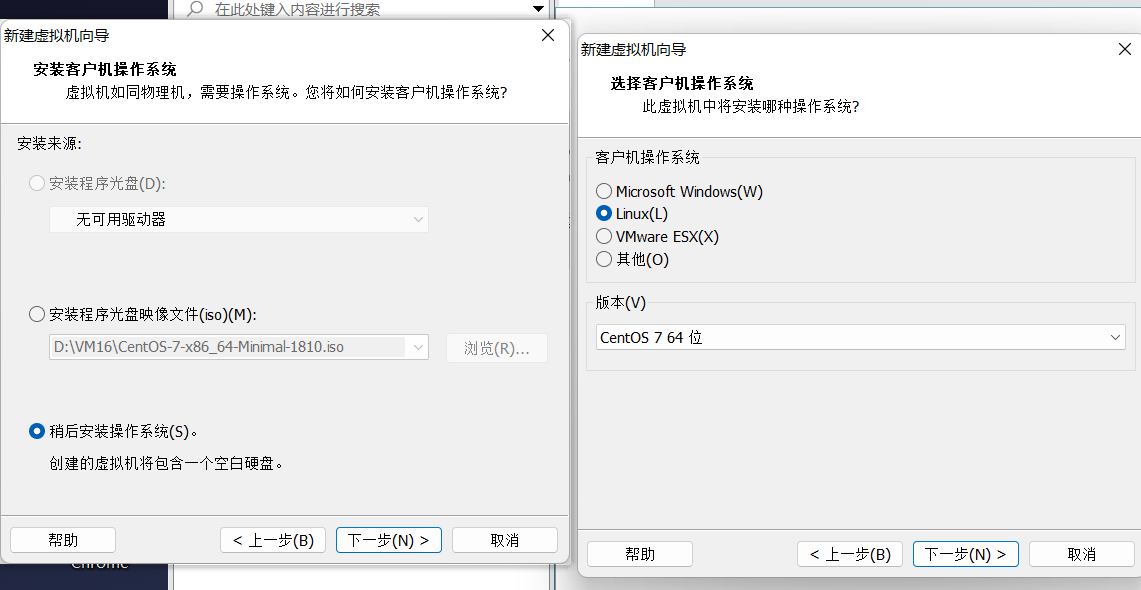 在此处键入内容进行搜索
新建虚拟机向导
安装客户机操作系统
虚拟机如同物理机，需要操作系统。您将如何安装客户机操作系统?
安装来源:
安装程序光盘(D):
无可用驱动器
安装程序光盘映像文件(iso)(M):
D:\VM16\CentOS-7-x86_64-Minimal-1810.iso
浏览(R)...
稍后安装操作系统(S)。
创建的虚拟机将包含一个空白硬盘。
帮助
< 上一步(B)
下一步(N) >
取消
Chrome
新建虚拟机向导
选择客户机操作系统
此虚拟机中将安装哪种操作系统?
客户机操作系统
Microsoft Windows(W)
Linux(L)
VMware ESX(X)
其他(O)
版本(V)
CentOS 7 64 位
帮助
< 上一步(B)
下一步(N) >
取消